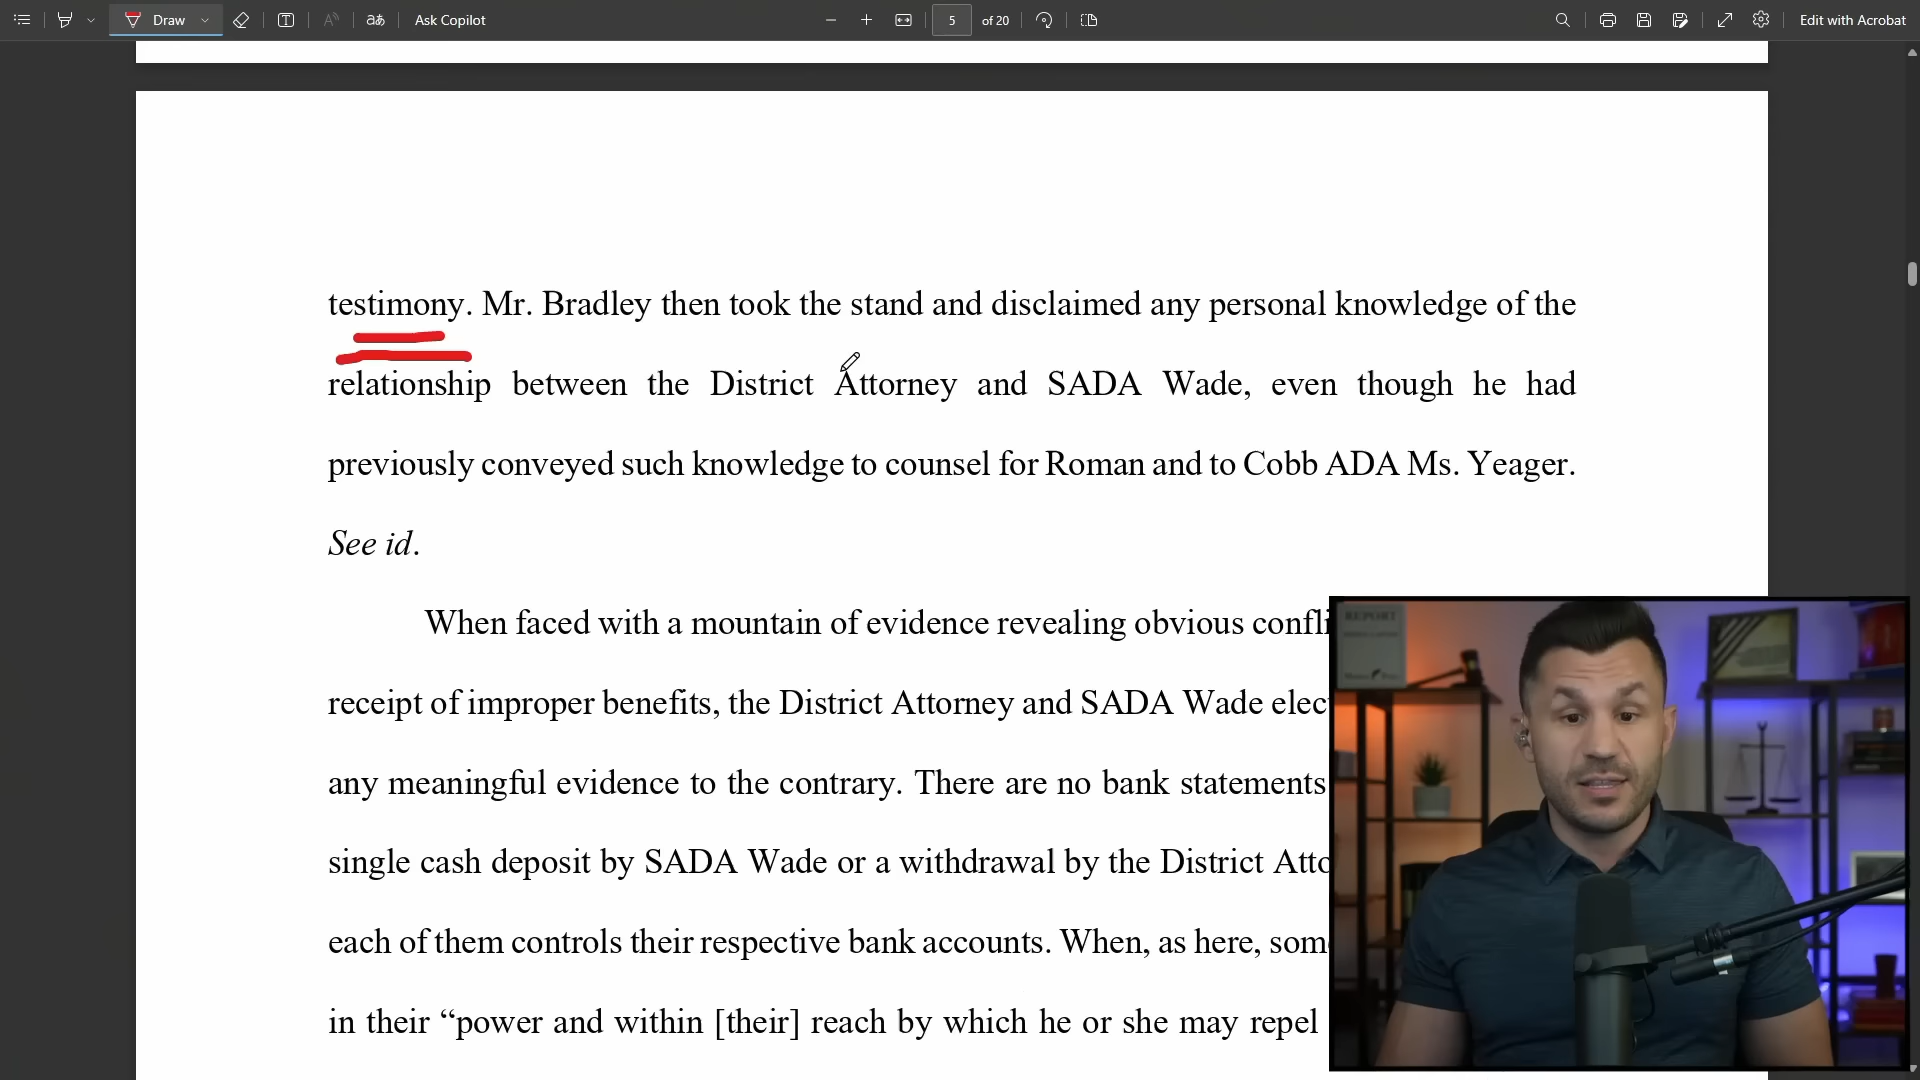 Draw
Ask Copilot
5
of 20
Edit with Acrobat
testimony. Mr. Bradley then took the stand and disclaimed any personal knowledge of the
relationship between the District Attorney and SADA Wade, even though he had
previously conveyed such knowledge to counsel for Roman and to Cobb ADA Ms. Yeager.
See id.
When faced with a mountain of evidence revealing obvious confli
receipt of improper benefits, the District Attorney and SADA Wade elec
any meaningful evidence to the contrary. There are no bank statements
single cash deposit by SADA Wade or a withdrawal by the District Atto
each of them controls their respective bank accounts. When, as here, som
in their “power and within [their] reach by which he or she may repel
REPORT